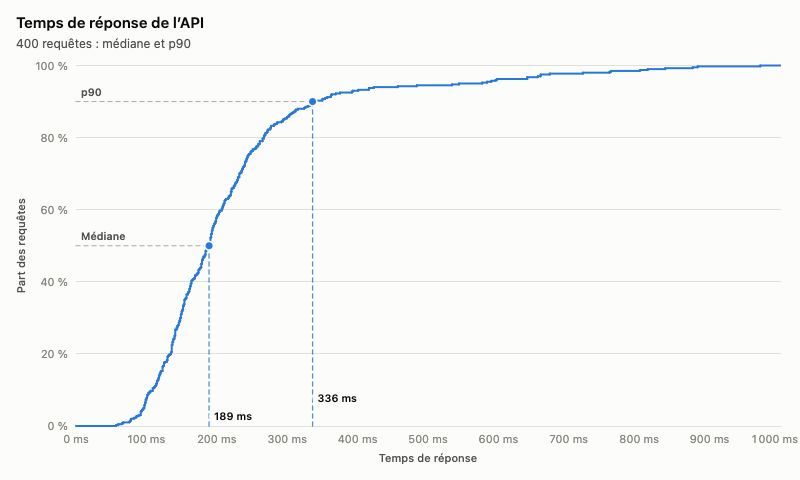 Temps de réponse de l’API
400 requêtes : médiane et p90
100 %
80 %
60 %
40 %
20 %
0 %
Part des requêtes
p90
Médiane
189 ms
336 ms
0 ms
100 ms
200 ms
300 ms
400 ms
500 ms
600 ms
700 ms
800 ms
900 ms
1 000 ms
Temps de réponse